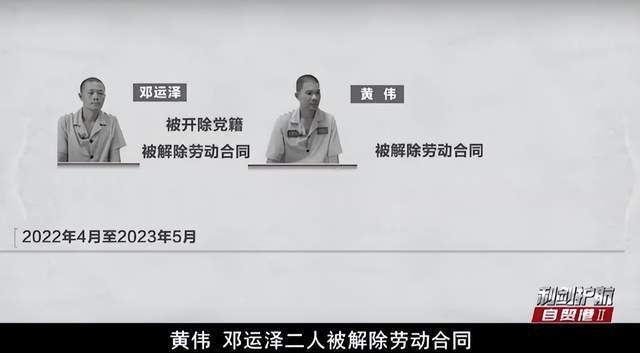 邓运泽
被开除党籍
被解除劳动合同
黄 伟
被解除劳动合同
2022年4月至2023年5月
利剑护航
自贸港Ⅱ
黄伟 邓运泽二人被解除劳动合同